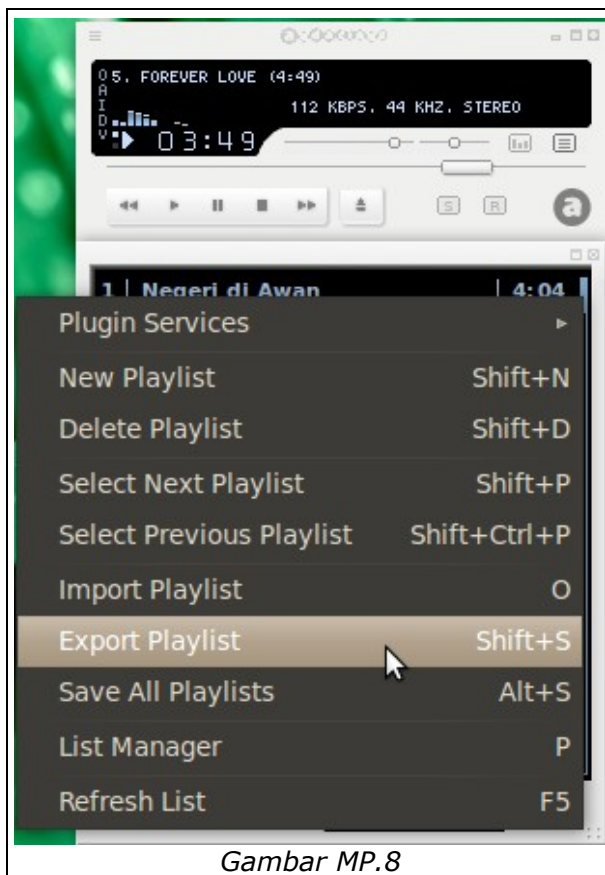 5. FOREVER LOVE (4:49)
112 KBPS, 44 KHZ, STEREO
03:49
S R
a
1 | Negeri di Awan | 4:04
Plugin Services
New Playlist Shift+N
Delete Playlist Shift+D
Select Next Playlist Shift+P
Select Previous Playlist Shift+Ctrl+P
Import Playlist O
Export Playlist Shift+S
Save All Playlists Alt+S
List Manager P
Refresh List F5
Gambar MP.8